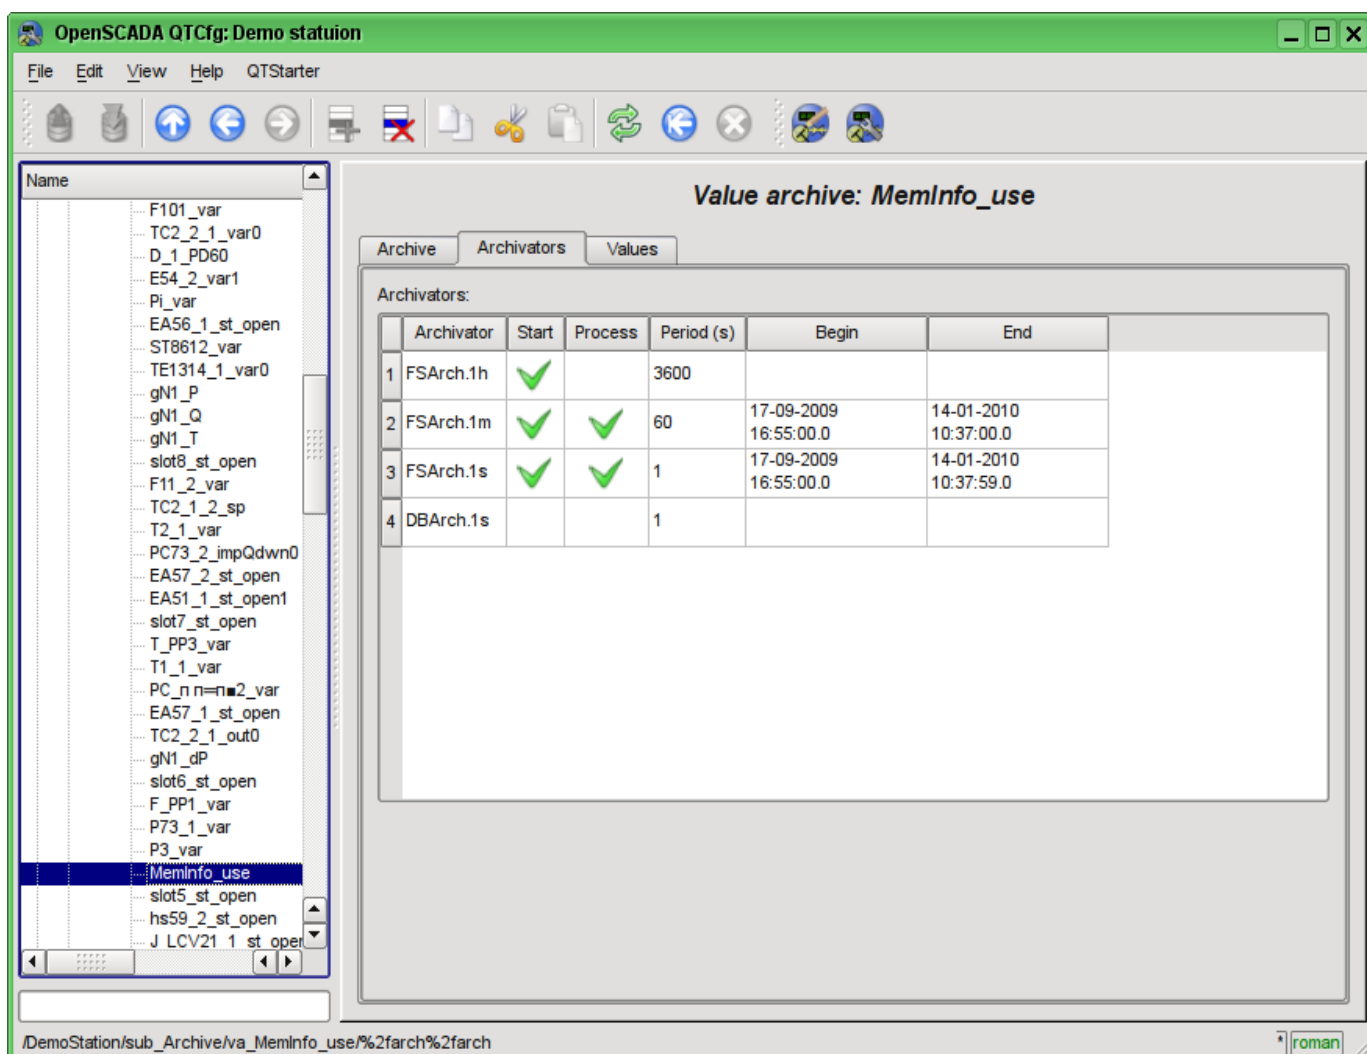 OpenSCADA QTCfg: Demo statuion
File Edit View Help QTStarter
Name
F101_var
TC2_2_1_var0
D_1_PD60
E54_2_var1
Pi_var
EA56_1_st_open
ST8612_var
TE1314_1_var0
gN1_P
gN1_Q
gN1_T
slot8_st_open
F11_2_var
TC2_1_2_sp
T2_1_var
PC73_2_impQdwn0
EA57_2_st_open
EA51_1_st_open1
slot7_st_open
T_PP3_var
T1_1_var
PC_п п═п■2_var
EA57_1_st_open
TC2_2_1_out0
gN1_dP
slot6_st_open
F_PP1_var
P73_1_var
P3_var
MemInfo_use
slot5_st_open
hs59_2_st_open
J_LCV21_1_st_oper
Value archive: MemInfo_use
Archive Archivators Values
Archivators:
Archivator Start Process Period (s) Begin End
1 FSArch.1h 3600
2 FSArch.1m 60 17-09-2009 16:55:00.0 14-01-2010 10:37:00.0
3 FSArch.1s 1 17-09-2009 16:55:00.0 14-01-2010 10:37:59.0
4 DBArch.1s 1
/DemoStation/sub_Archive/va_MemInfo_use/%2farch%2farch
* roman